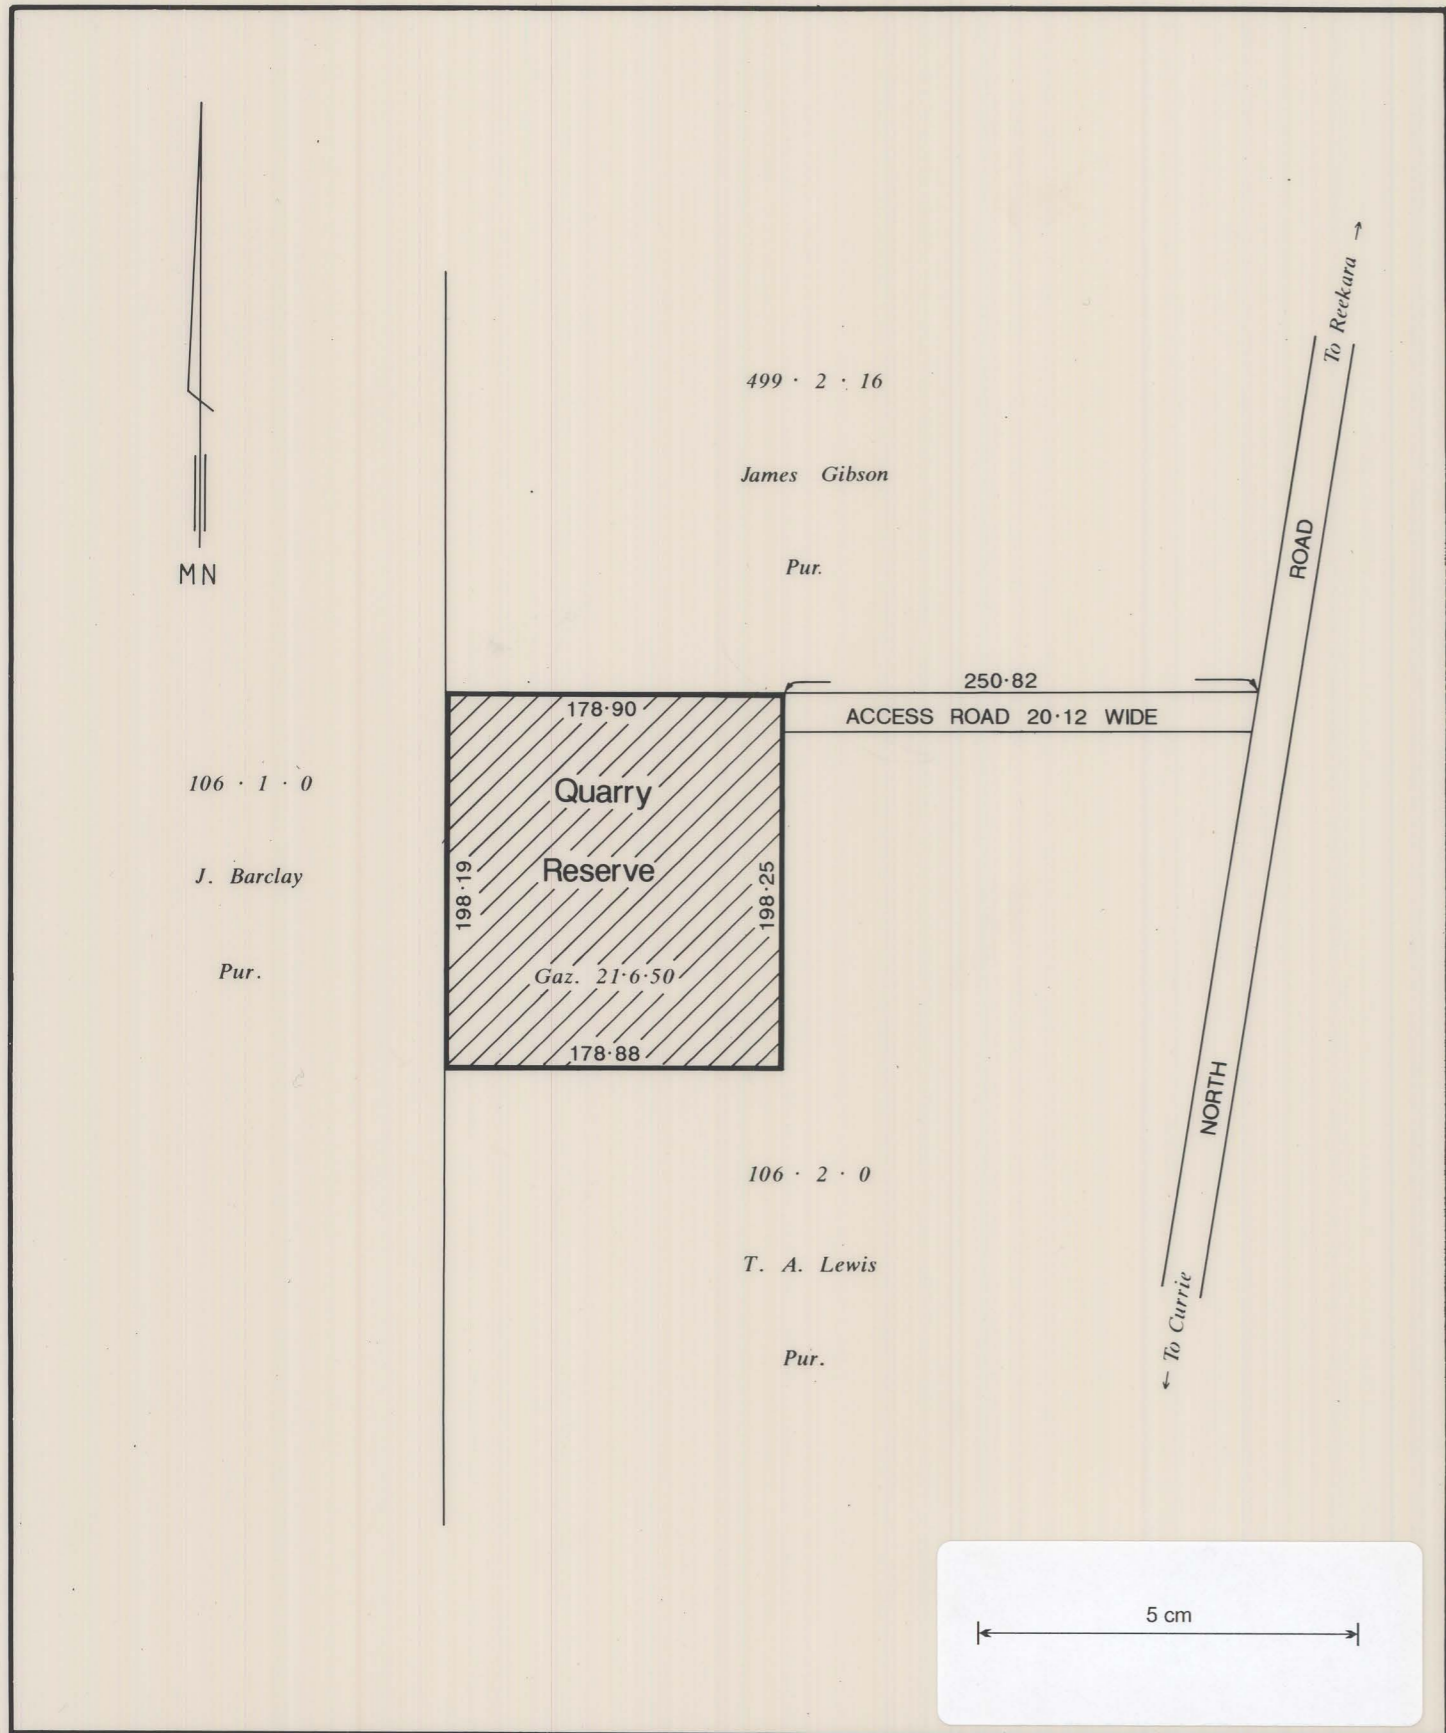 To Reekara →
499 · 2 · 16
James Gibson
Pur.
ROAD
MN
250·82
ACCESS ROAD 20·12 WIDE
178·90
Quarry
Reserve
198·19
198·25
Gaz. 21·6·50
178·88
106 · 1 · 0
J. Barclay
Pur.
NORTH
106 · 2 · 0
T. A. Lewis
Pur.
← To Currie
5 cm